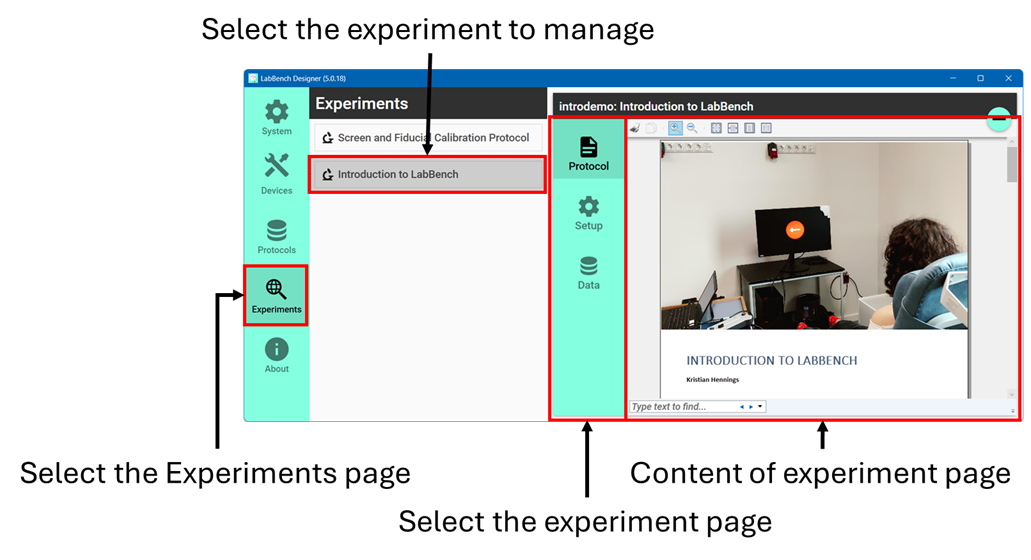 Select the experiment to manage
LabBench Designer (5.0.18)
System
Devices
Protocols
Experiments
About
Experiments
Screen and Fiducial Calibration Protocol
Introduction to LabBench
introdemo: Introduction to LabBench
Protocol
Setup
Data
INTRODUCTION TO LABBENCH
Kristian Hennings
Type text to find...
Select the Experiments page
Content of experiment page
Select the experiment page